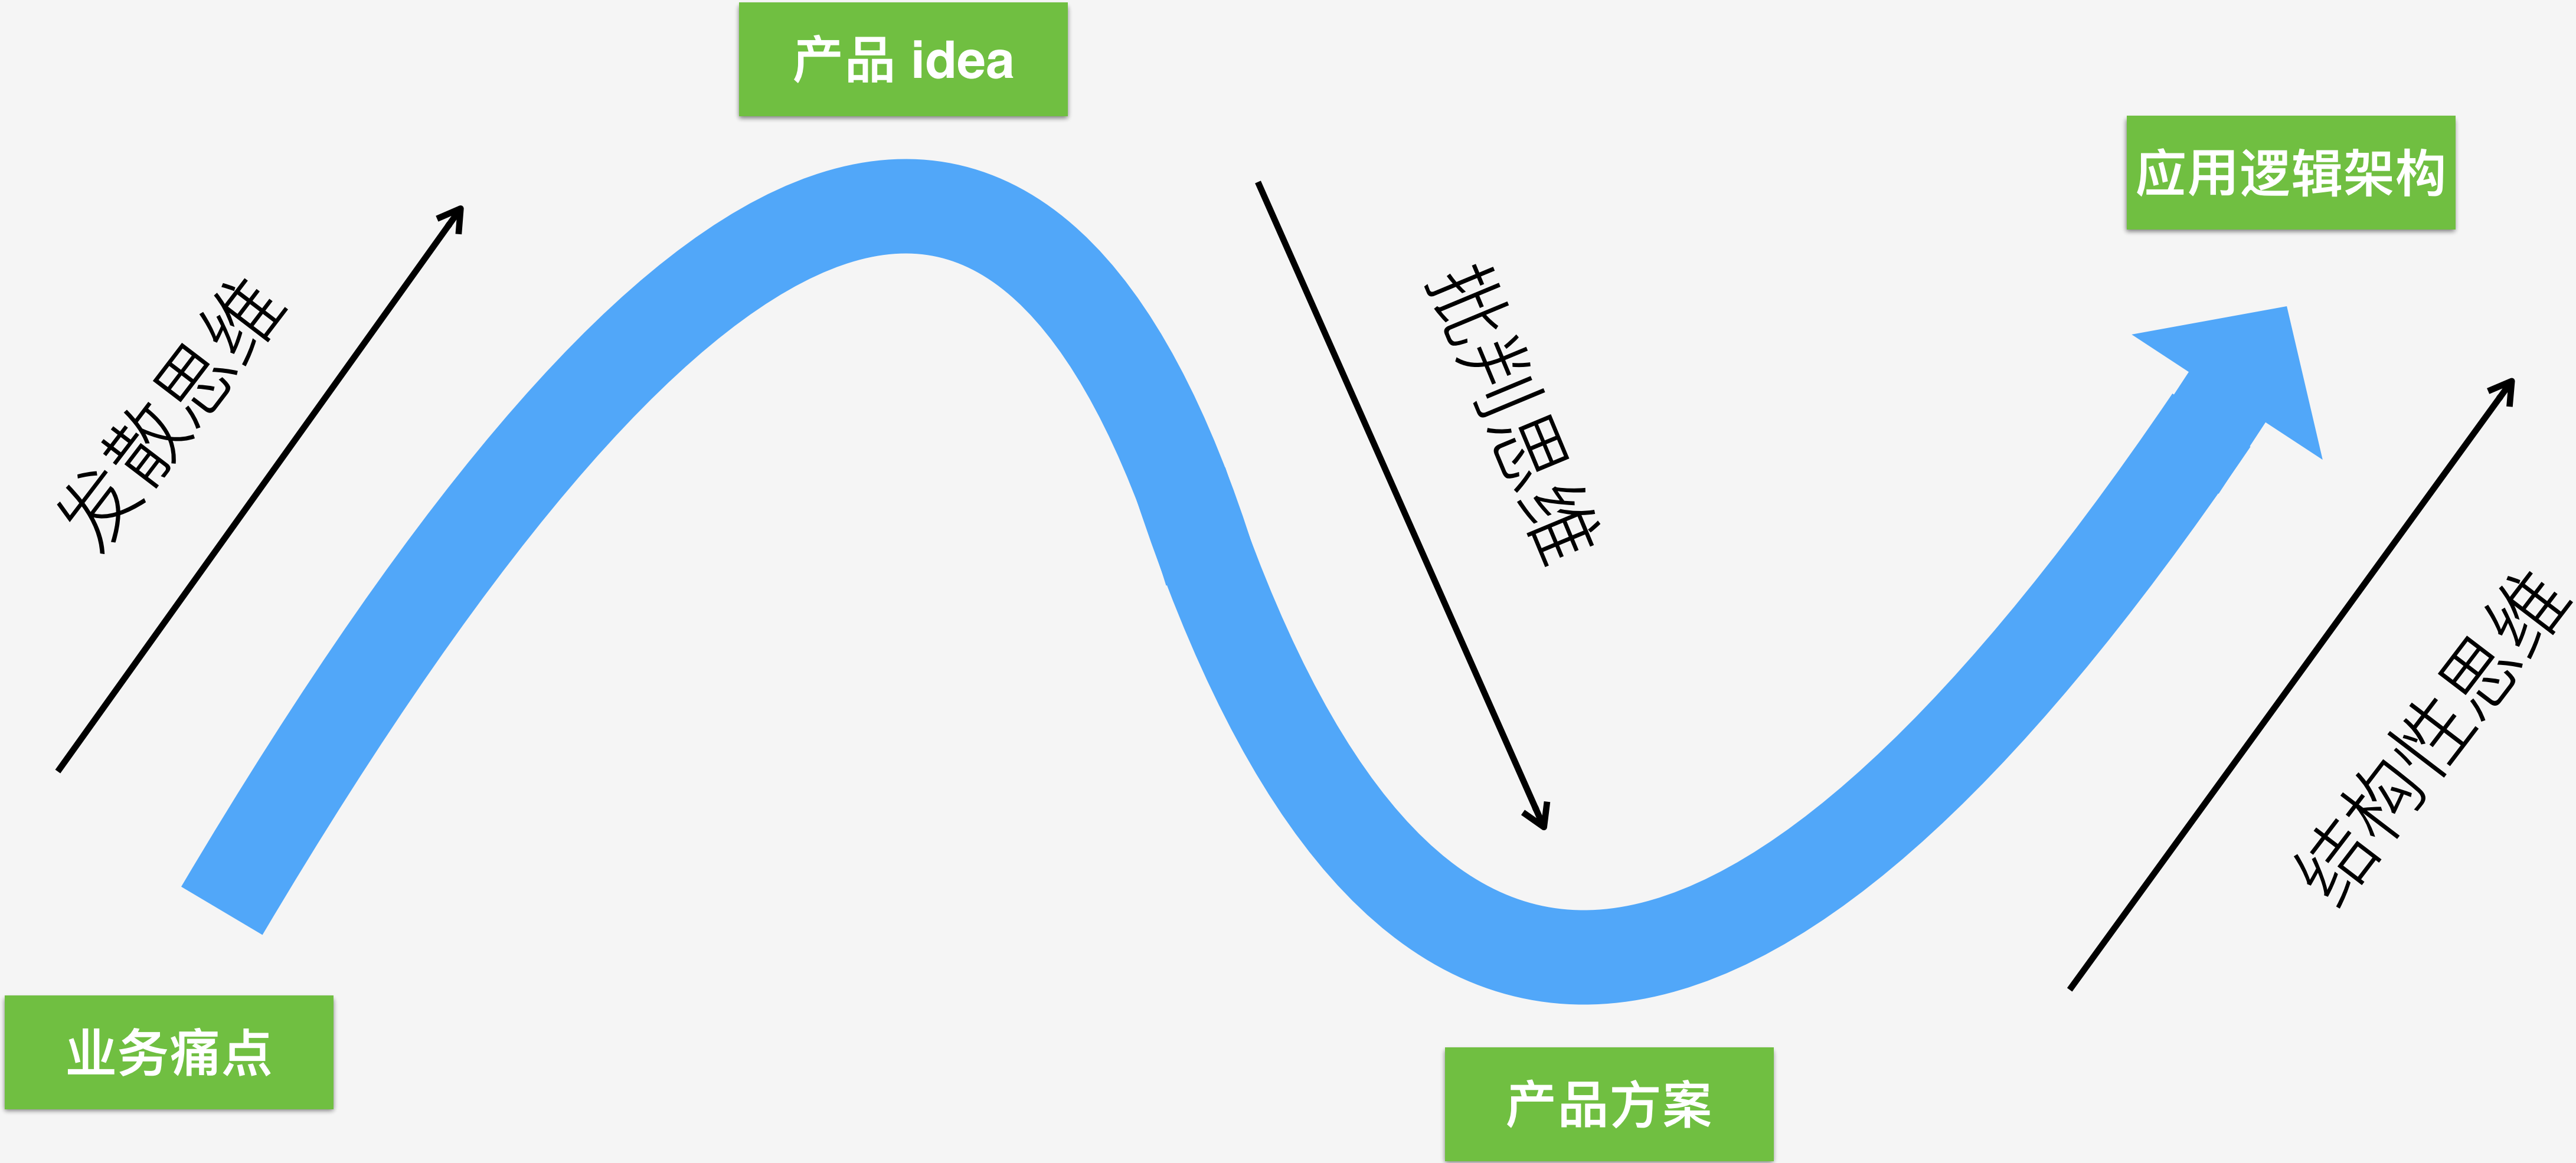 产品 idea
应用逻辑架构
发散思维
批判思维
结构性思维
业务痛点
产品方案